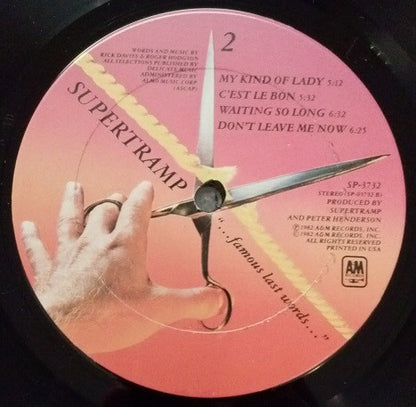 WORDS AND MUSIC BY
RICK DAVIES & ROGER HODGSON
ALL SELECTIONS PUBLISHED BY
DELICATE MUSIC
ADMINISTERED BY
ALMO MUSIC CORP.
(ASCAP)
2
MY KIND OF LADY 5:12
C'EST LE BON 5:32
WAITING SO LONG 6:32
DON'T LEAVE ME NOW 6:25
SUPERTRAMP
"...famous last words..."
SP-3732
STEREO (SP-03732 B)
PRODUCED BY
SUPERTRAMP
AND PETER HENDERSON
Ⓟ 1982 A&M RECORDS, INC.
© 1982 A&M RECORDS, INC.
ALL RIGHTS RESERVED
PRINTED IN USA
A&M
RECORDS